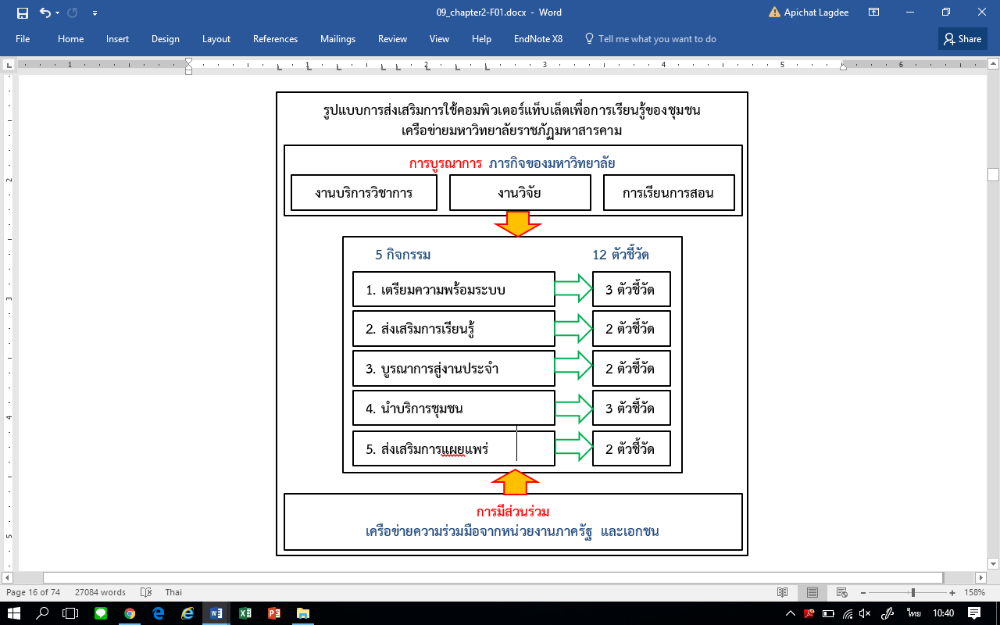 09_chapter2-F01.docx - Word
Apichat Lagdee
File Home Insert Design Layout References Mailings Review View Help EndNote X8 Tell me what you want to do Share
1 1 2 3 4 5 6
รูปแบบการส่งเสริมการใช้คอมพิวเตอร์แท็บเล็ตเพื่อการเรียนรู้ของชุมชน
เครือข่ายมหาวิทยาลัยราชภัฏมหาสารคาม
การบูรณาการ ภารกิจของมหาวิทยาลัย
งานบริการวิชาการ งานวิจัย การเรียนการสอน
5 กิจกรรม 12 ตัวชี้วัด
1. เตรียมความพร้อมระบบ 3 ตัวชี้วัด
2. ส่งเสริมการเรียนรู้ 2 ตัวชี้วัด
3. บูรณาการสู่งานประจำ 2 ตัวชี้วัด
4. นำบริการชุมชน 3 ตัวชี้วัด
5. ส่งเสริมการแผยแพร่ 2 ตัวชี้วัด
การมีส่วนร่วม
เครือข่ายความร่วมมือจากหน่วยงานภาครัฐ และเอกชน
2
3
4
5
Page 16 of 74 27084 words Thai 158%
ไทย 10:40